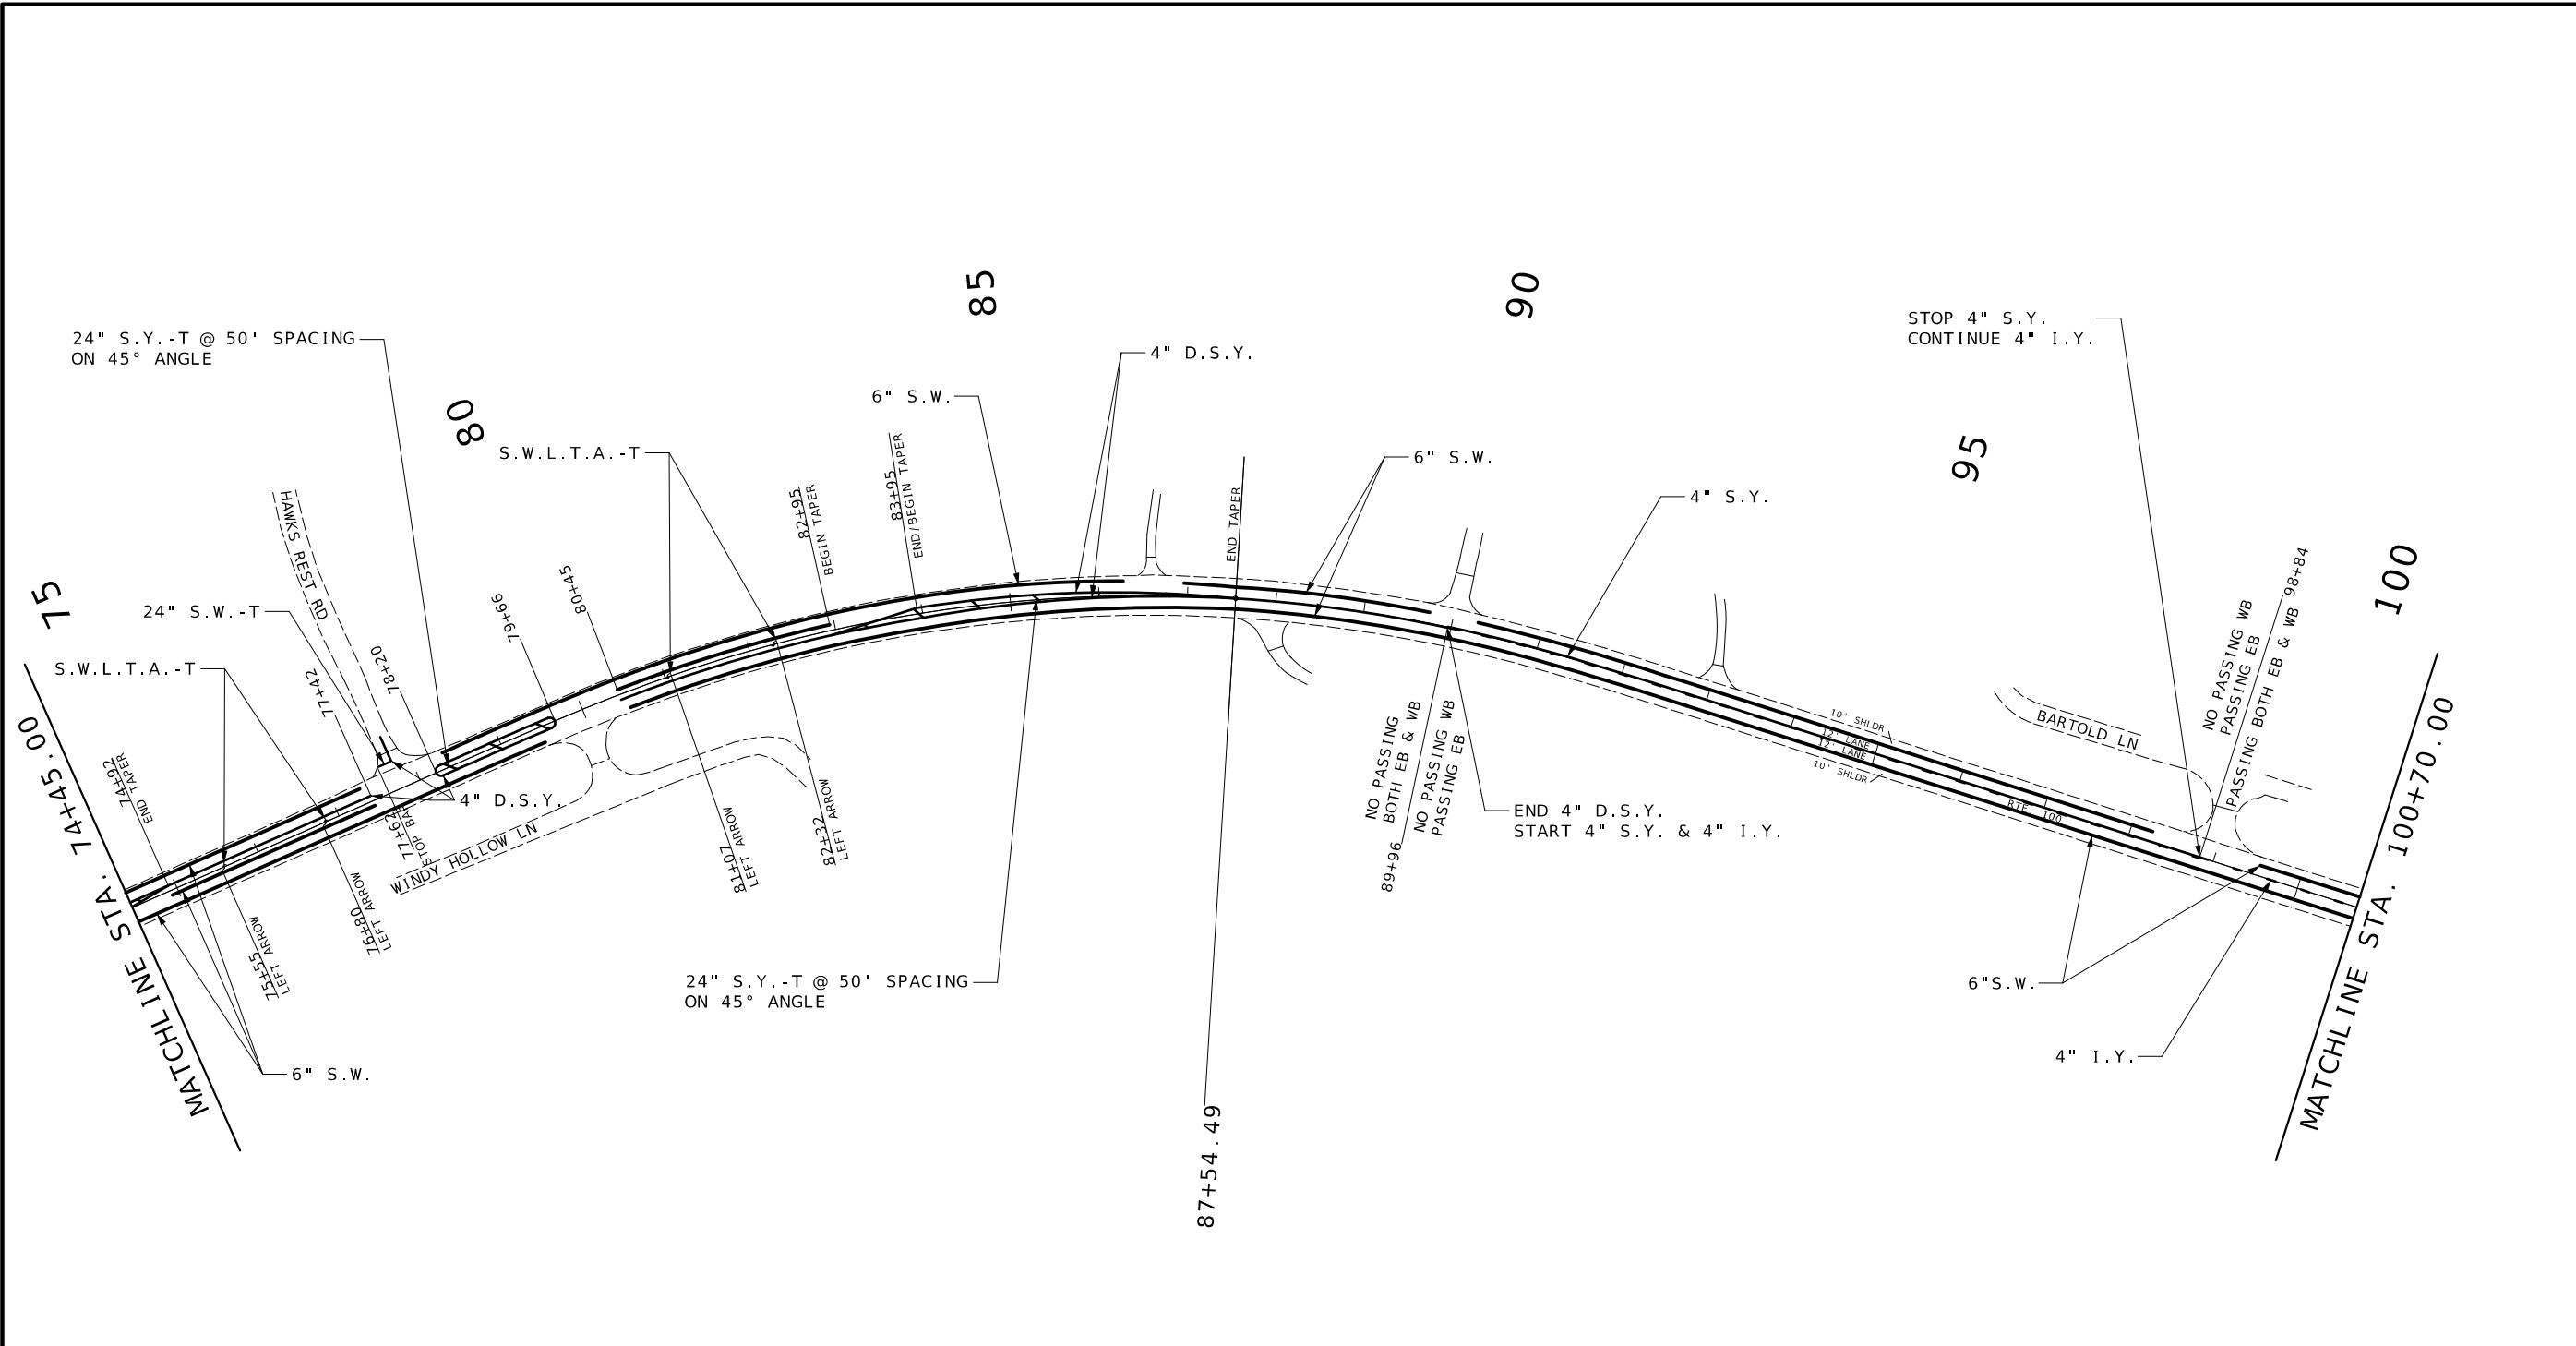 85
90
24" S.Y.-T @ 50' SPACING
ON 45° ANGLE
STOP 4" S.Y.
CONTINUE 4" I.Y.
4" D.S.Y.
6" S.W.
80
S.W.L.T.A.-T
6" S.W.
95
4" S.Y.
82+95
BEGIN TAPER
83+95
END/BEGIN TAPER
END TAPER
HAWKS REST RD
75
24" S.W.-T
79+66
80+45
100
S.W.L.T.A.-T
77+42
78+20
NO PASSING WB
PASSING EB
PASSING BOTH EB & WB 98+84
BARTOLD LN
10' SHLDR
12' LANE
12' LANE
10' SHLDR
RTE 100
MATCHLINE STA. 74+45.00
74+92
END TAPER
4" D.S.Y.
77+62
STOP BAR
WINDY HOLLOW LN
81+07
LEFT ARROW
82+32
LEFT ARROW
NO PASSING
BOTH EB & WB
89+96
NO PASSING WB
PASSING EB
END 4" D.S.Y.
START 4" S.Y. & 4" I.Y.
75+55
LEFT ARROW
76+80
LEFT ARROW
24" S.Y.-T @ 50' SPACING
ON 45° ANGLE
6"S.W.
4" I.Y.
6" S.W.
87+54.49
MATCHLINE STA. 100+70.00